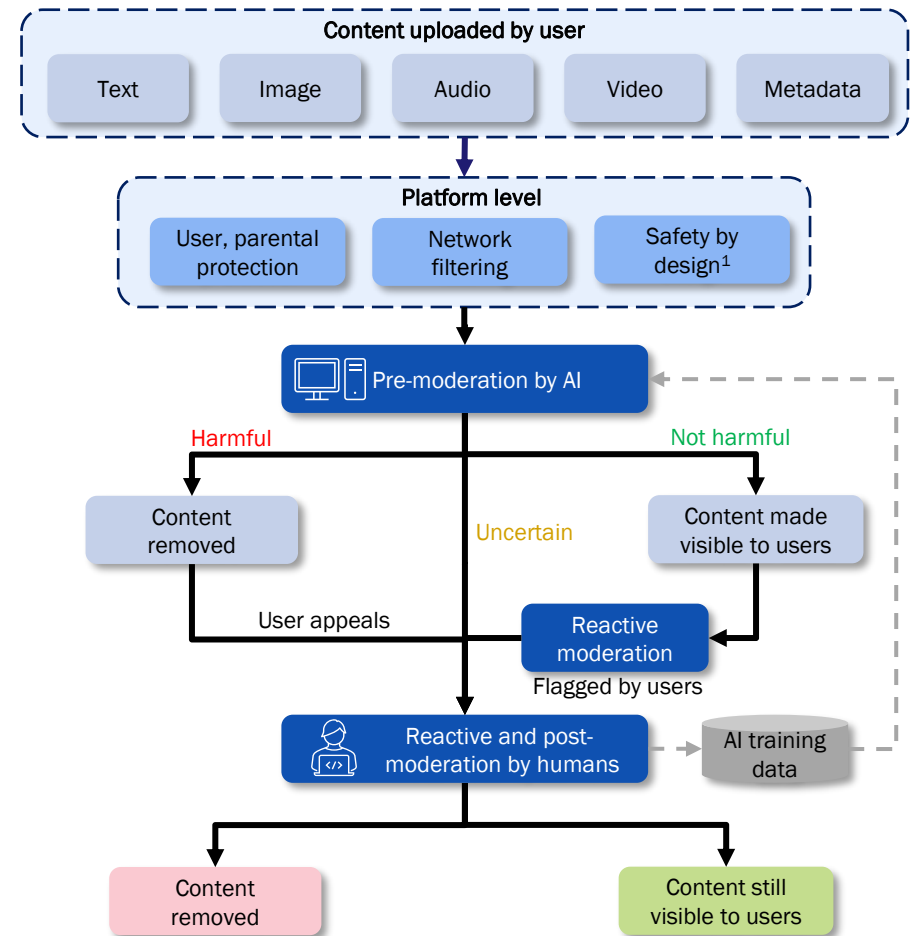 Content uploaded by user
Text
Image
Audio
Video
Metadata
Platform level
User, parental
protection
Network
filtering
Safety by
design¹
Pre-moderation by AI
Harmful
Not harmful
Content
removed
Uncertain
Content made
visible to users
User appeals
Reactive
moderation
Flagged by users
Reactive and post-
moderation by humans
</>
AI training
data
Content
removed
Content still
visible to users